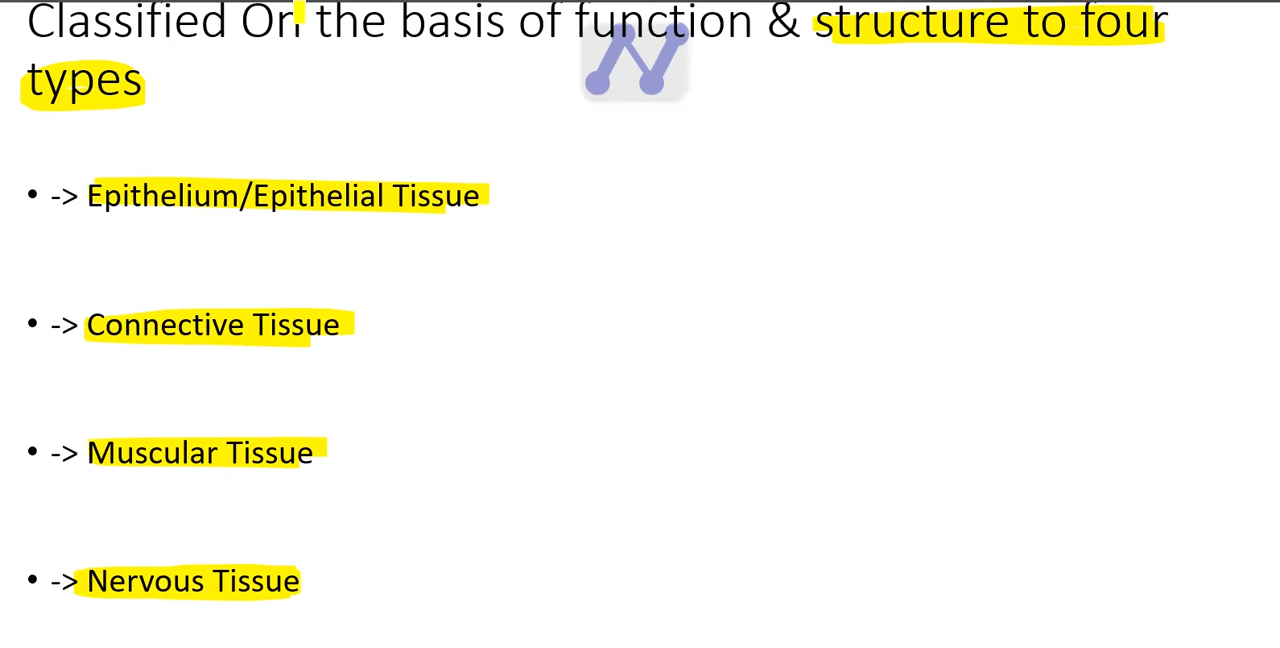 Classified On the basis of function & structure to four
types
• -> Epithelium/Epithelial Tissue
• -> Connective Tissue
• -> Muscular Tissue
• -> Nervous Tissue